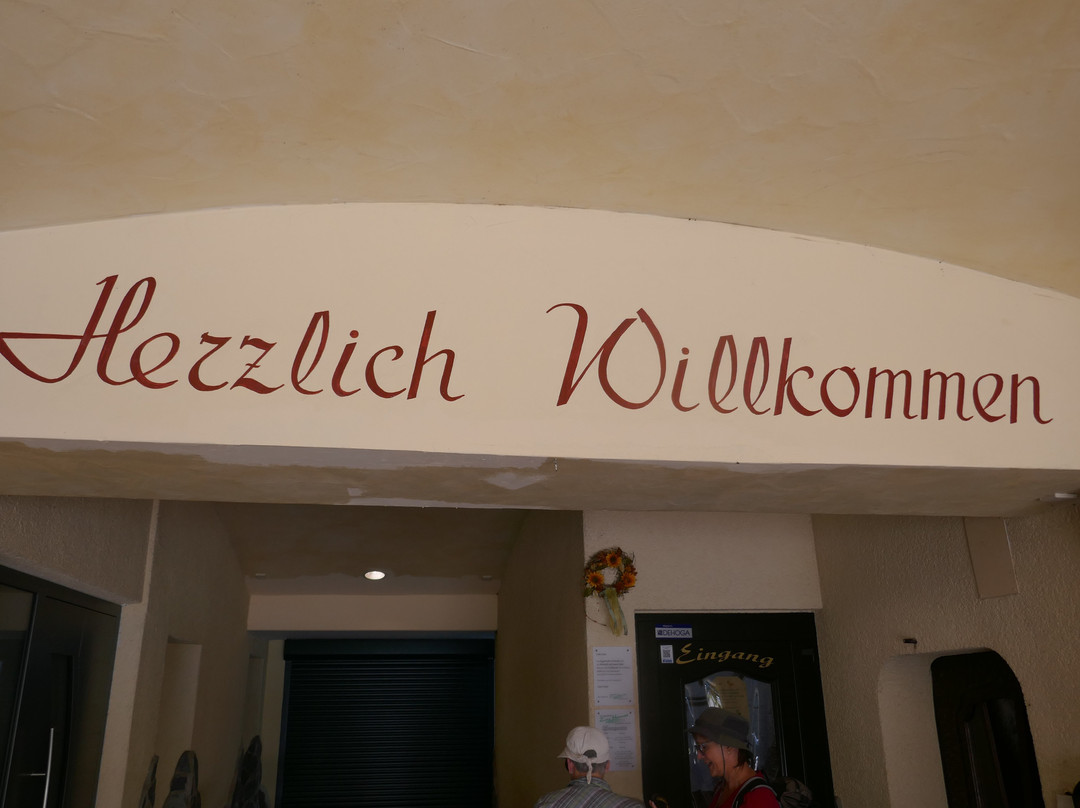 Herzlich Willkommen
DEHOGA
Eingang